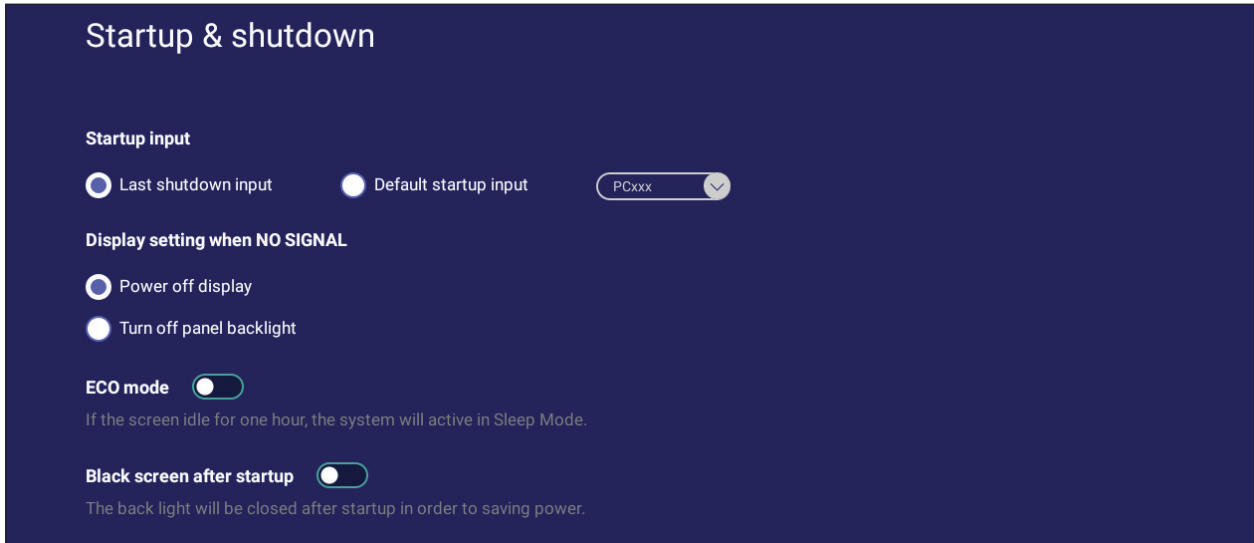 Startup & shutdown
Startup input
Last shutdown input Default startup input PCxxx
Display setting when NO SIGNAL
Power off display
Turn off panel backlight
ECO mode
If the screen idle for one hour, the system will active in Sleep Mode.
Black screen after startup
The back light will be closed after startup in order to saving power.